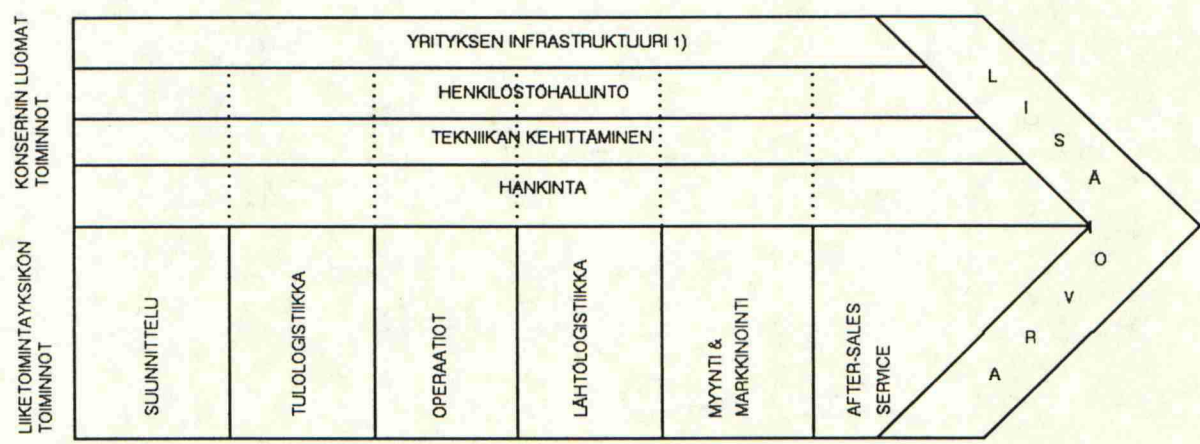 KONSERNIN LUOMAT
TOIMINNOT
YRITYKSEN INFRASTRUKTUURI 1)
HENKILÖSTÖHALLINTO
TEKNIIKAN KEHITTÄMINEN
HANKINTA
LIIKETOIMINTAYKSIKÖN
TOIMINNOT
SUUNNITTELU
TULOLOGISTIIKKA
OPERAATIOT
LÄHTÖLOGISTIIKKA
MYYNTI &
MARKKINOINTI
AFTER-SALES
SERVICE
L I S Ä
A R V O